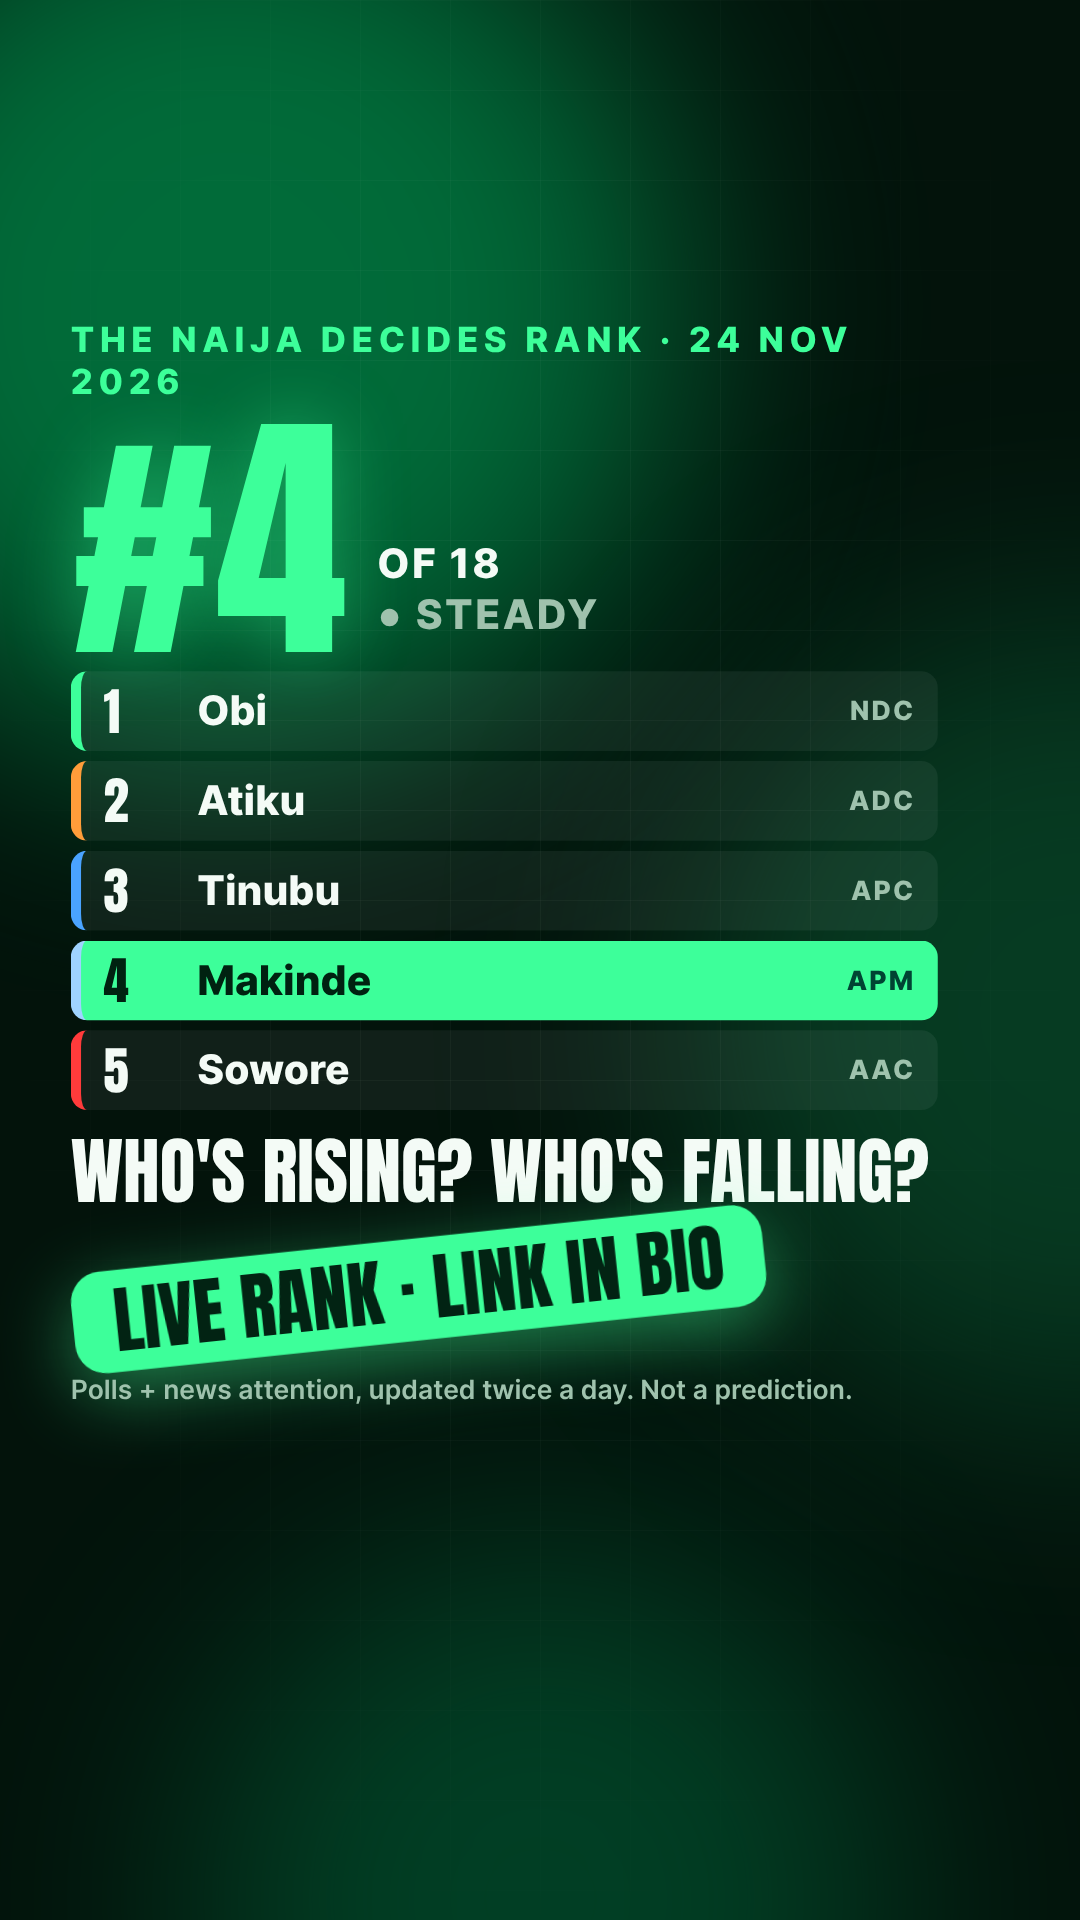 THE NAIJA DECIDES RANK · 24 NOV
2026
#4
OF 18
● STEADY
1 Obi NDC
2 Atiku ADC
3 Tinubu APC
4 Makinde APM
5 Sowore AAC
WHO'S RISING? WHO'S FALLING?
LIVE RANK · LINK IN BIO
Polls + news attention, updated twice a day. Not a prediction.